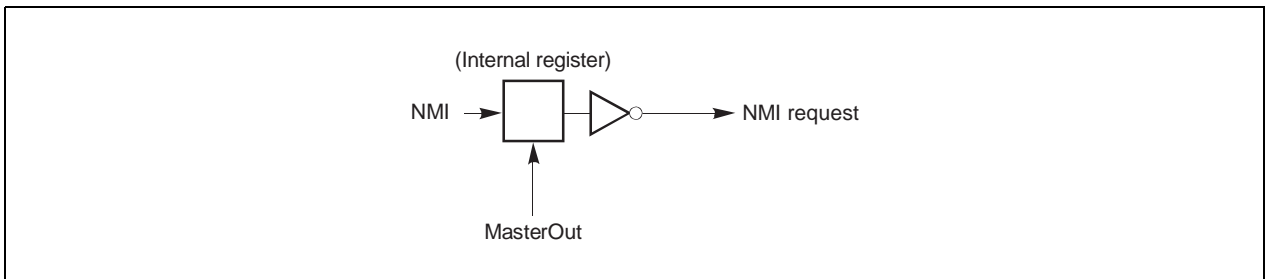 (Internal register)
NMI
NMI request
MasterOut